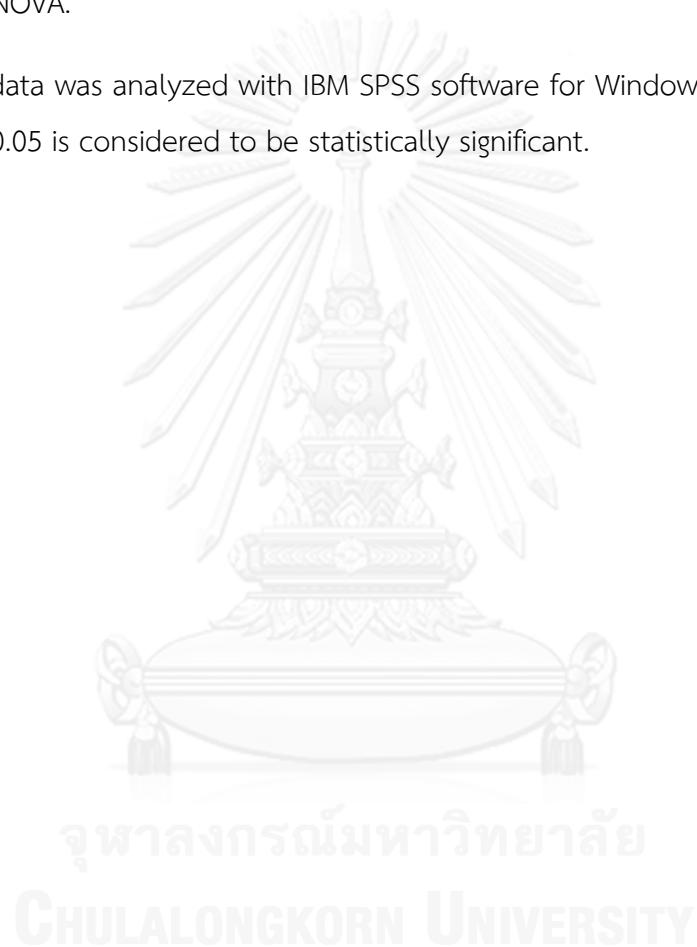 NOVA.
data was analyzed with IBM SPSS software for Window
0.05 is considered to be statistically significant.
จุฬาลงกรณ์มหาวิทยาลัย
CHULALONGKORN UNIVERSITY